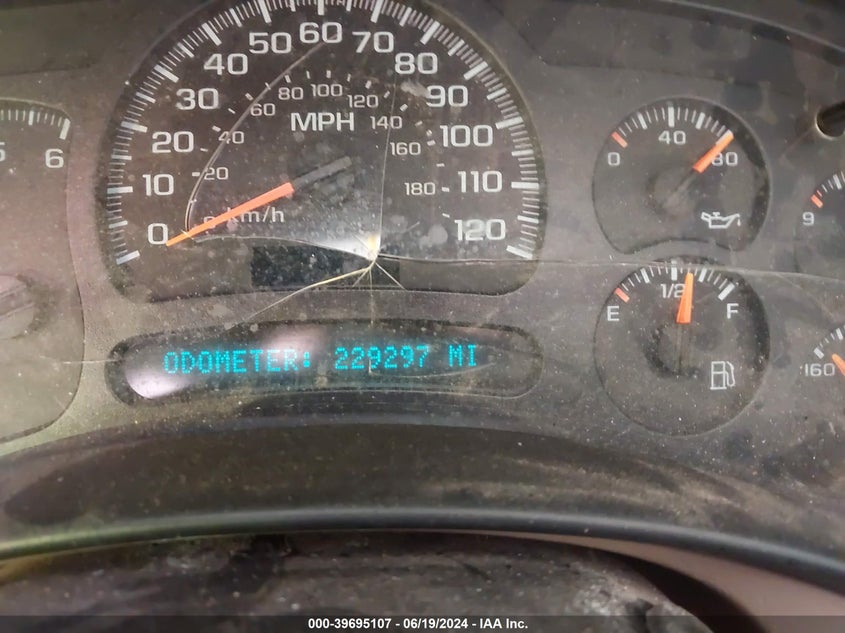 50 60 70
40 80
30 90
20 100
10 110
0 120
20 40 60 80 100 120 140 160 180
MPH
km/h
6
0 40 80
E 1/2 F
9
160
ODOMETER: 229297 MI
000-39695107 - 06/19/2024 - IAA Inc.